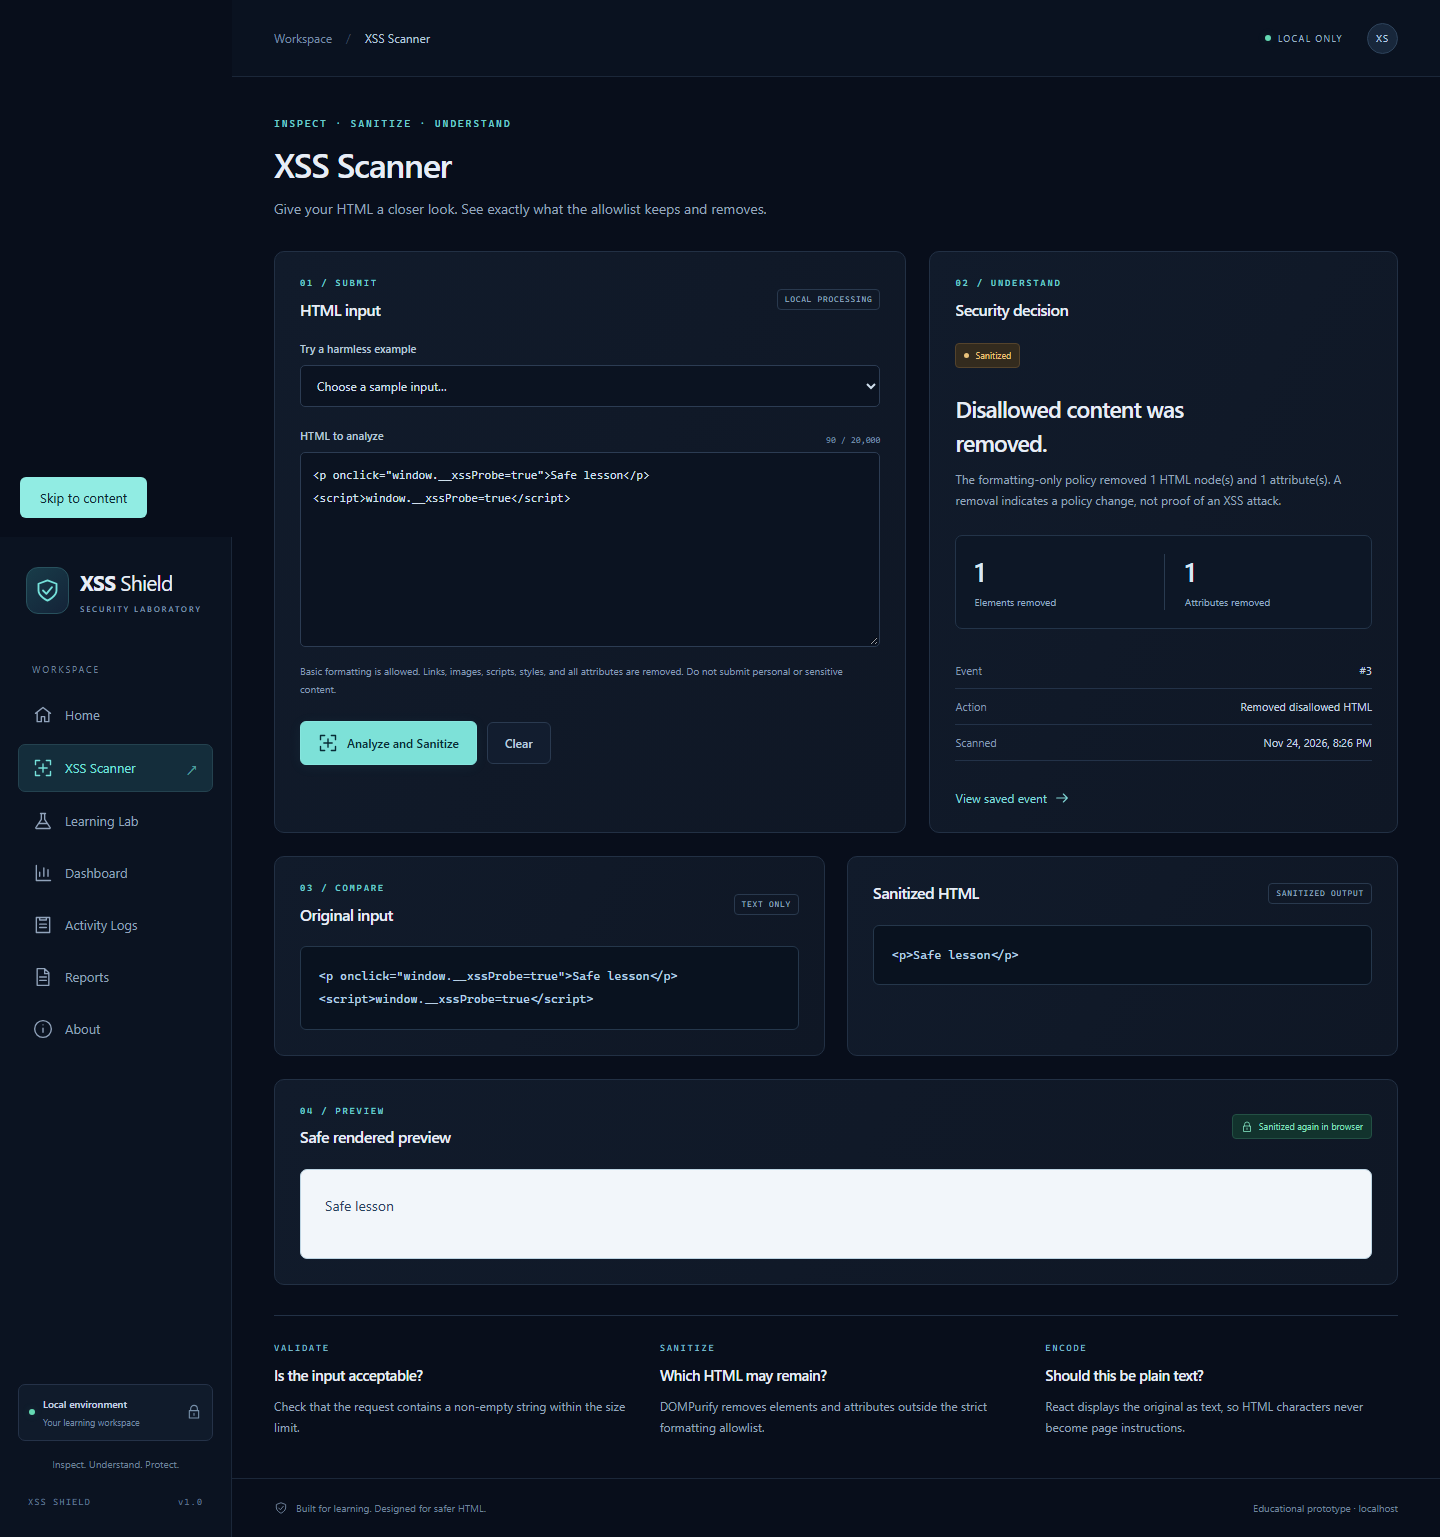 Workspace / XSS Scanner
LOCAL ONLY
XS
INSPECT · SANITIZE · UNDERSTAND
XSS Scanner
Give your HTML a closer look. See exactly what the allowlist keeps and removes.
Skip to content
XSS Shield
SECURITY LABORATORY
WORKSPACE
Home
XSS Scanner
Learning Lab
Dashboard
Activity Logs
Reports
About
Local environment
Your learning workspace
Inspect. Understand. Protect.
XSS SHIELD v1.0
01 / SUBMIT
HTML input
LOCAL PROCESSING
Try a harmless example
Choose a sample input...
HTML to analyze
90 / 20,000
<p onclick="window.__xssProbe=true">Safe lesson</p>
<script>window.__xssProbe=true</script>
Basic formatting is allowed. Links, images, scripts, styles, and all attributes are removed. Do not submit personal or sensitive
content.
Analyze and Sanitize
Clear
02 / UNDERSTAND
Security decision
Sanitized
Disallowed content was
removed.
The formatting-only policy removed 1 HTML node(s) and 1 attribute(s). A
removal indicates a policy change, not proof of an XSS attack.
1
Elements removed
1
Attributes removed
Event #3
Action Removed disallowed HTML
Scanned Nov 24, 2026, 8:26 PM
View saved event
03 / COMPARE
Original input
TEXT ONLY
<p onclick="window.__xssProbe=true">Safe lesson</p>
<script>window.__xssProbe=true</script>
Sanitized HTML
SANITIZED OUTPUT
<p>Safe lesson</p>
04 / PREVIEW
Safe rendered preview
Sanitized again in browser
Safe lesson
VALIDATE
Is the input acceptable?
Check that the request contains a non-empty string within the size
limit.
SANITIZE
Which HTML may remain?
DOMPurify removes elements and attributes outside the strict
formatting allowlist.
ENCODE
Should this be plain text?
React displays the original as text, so HTML characters never
become page instructions.
Built for learning. Designed for safer HTML.
Educational prototype · localhost